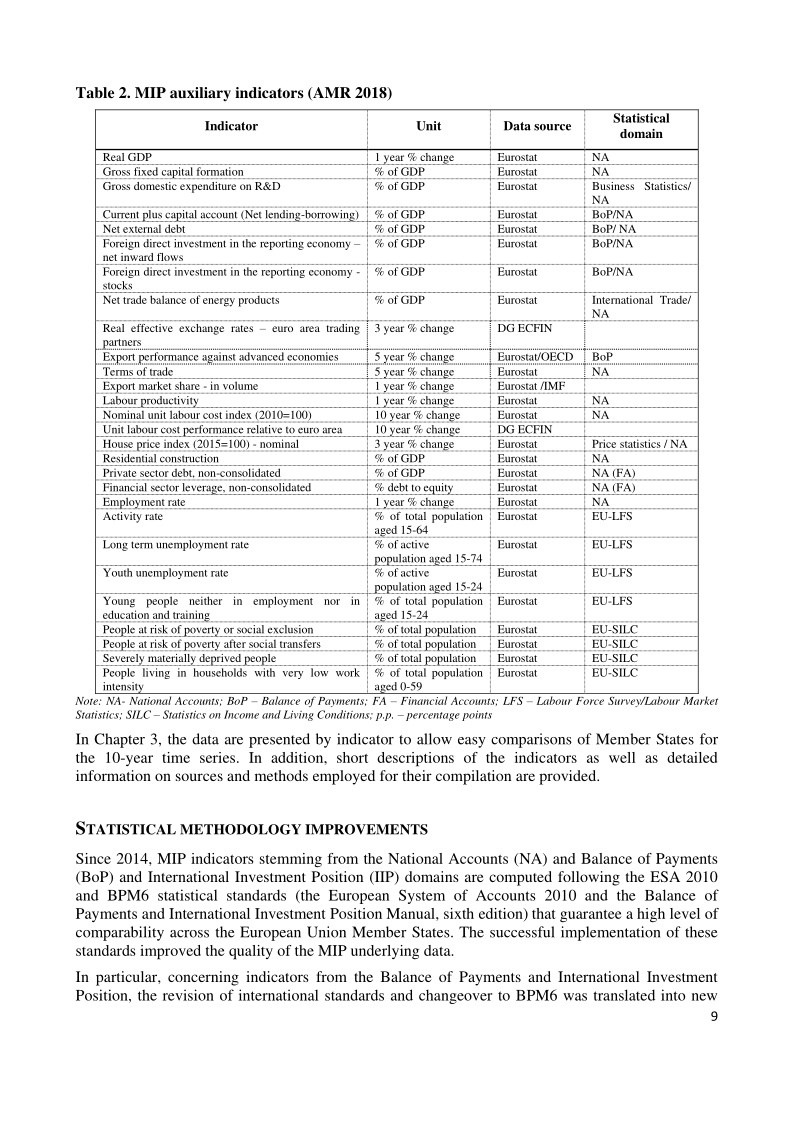 Table 2. MIP auxiliary indicators (AMR 2018)
Indicator Unit Data source Statistical
domain
Real GDP 1 year % change Eurostat NA
Gross fixed capital formation % of GDP Eurostat NA
Gross domestic expenditure on R&D % of GDP Eurostat Business Statistics/
NA
Current plus capital account (Net lending-borrowing) % of GDP Eurostat BoP/NA
Net external debt % of GDP Eurostat BoP/ NA
Foreign direct investment in the reporting economy – % of GDP Eurostat BoP/NA
net inward flows
Foreign direct investment in the reporting economy - % of GDP Eurostat BoP/NA
stocks
Net trade balance of energy products % of GDP Eurostat International Trade/
NA
Real effective exchange rates – euro area trading 3 year % change DG ECFIN
partners
Export performance against advanced economies 5 year % change Eurostat/OECD BoP
Terms of trade 5 year % change Eurostat NA
Export market share - in volume 1 year % change Eurostat /IMF
Labour productivity 1 year % change Eurostat NA
Nominal unit labour cost index (2010=100) 10 year % change Eurostat NA
Unit labour cost performance relative to euro area 10 year % change DG ECFIN
House price index (2015=100) - nominal 3 year % change Eurostat Price statistics / NA
Residential construction % of GDP Eurostat NA
Private sector debt, non-consolidated % of GDP Eurostat NA (FA)
Financial sector leverage, non-consolidated % debt to equity Eurostat NA (FA)
Employment rate 1 year % change Eurostat NA
Activity rate % of total population Eurostat EU-LFS
aged 15-64
Long term unemployment rate % of active Eurostat EU-LFS
population aged 15-74
Youth unemployment rate % of active Eurostat EU-LFS
population aged 15-24
Young people neither in employment nor in % of total population Eurostat EU-LFS
education and training aged 15-24
People at risk of poverty or social exclusion % of total population Eurostat EU-SILC
People at risk of poverty after social transfers % of total population Eurostat EU-SILC
Severely materially deprived people % of total population Eurostat EU-SILC
People living in households with very low work % of total population Eurostat EU-SILC
intensity aged 0-59
Note: NA- National Accounts; BoP – Balance of Payments; FA – Financial Accounts; LFS – Labour Force Survey/Labour Market
Statistics; SILC – Statistics on Income and Living Conditions; p.p. – percentage points
In Chapter 3, the data are presented by indicator to allow easy comparisons of Member States for
the 10-year time series. In addition, short descriptions of the indicators as well as detailed
information on sources and methods employed for their compilation are provided.
STATISTICAL METHODOLOGY IMPROVEMENTS
Since 2014, MIP indicators stemming from the National Accounts (NA) and Balance of Payments
(BoP) and International Investment Position (IIP) domains are computed following the ESA 2010
and BPM6 statistical standards (the European System of Accounts 2010 and the Balance of
Payments and International Investment Position Manual, sixth edition) that guarantee a high level of
comparability across the European Union Member States. The successful implementation of these
standards improved the quality of the MIP underlying data.
In particular, concerning indicators from the Balance of Payments and International Investment
Position, the revision of international standards and changeover to BPM6 was translated into new
9